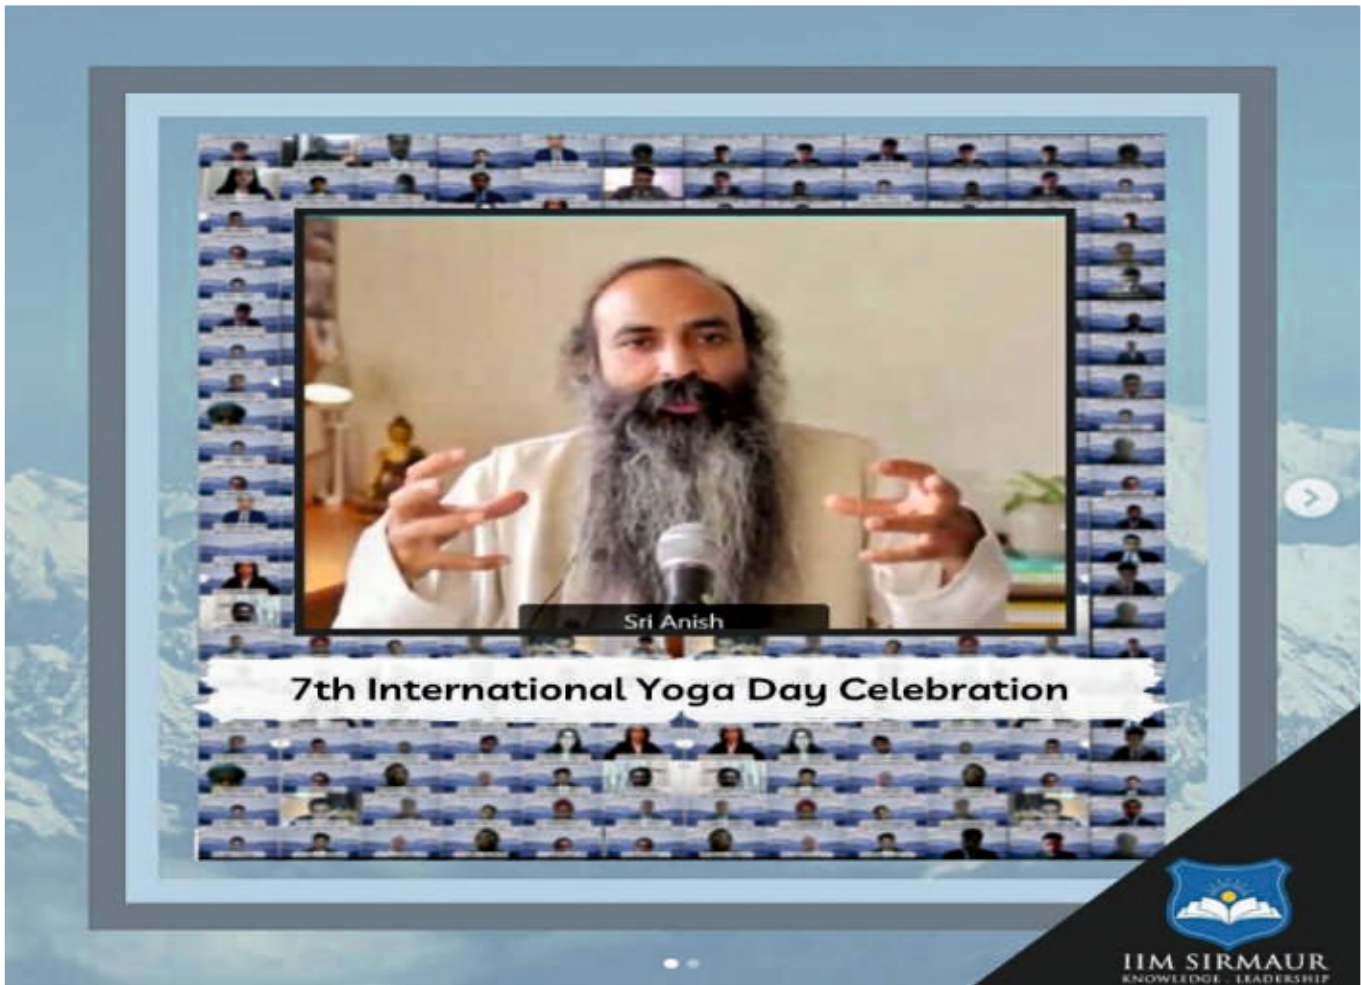 Sri Anish
7th International Yoga Day Celebration
IIM SIRMAUR
KNOWLEDGE . LEADERSHIP